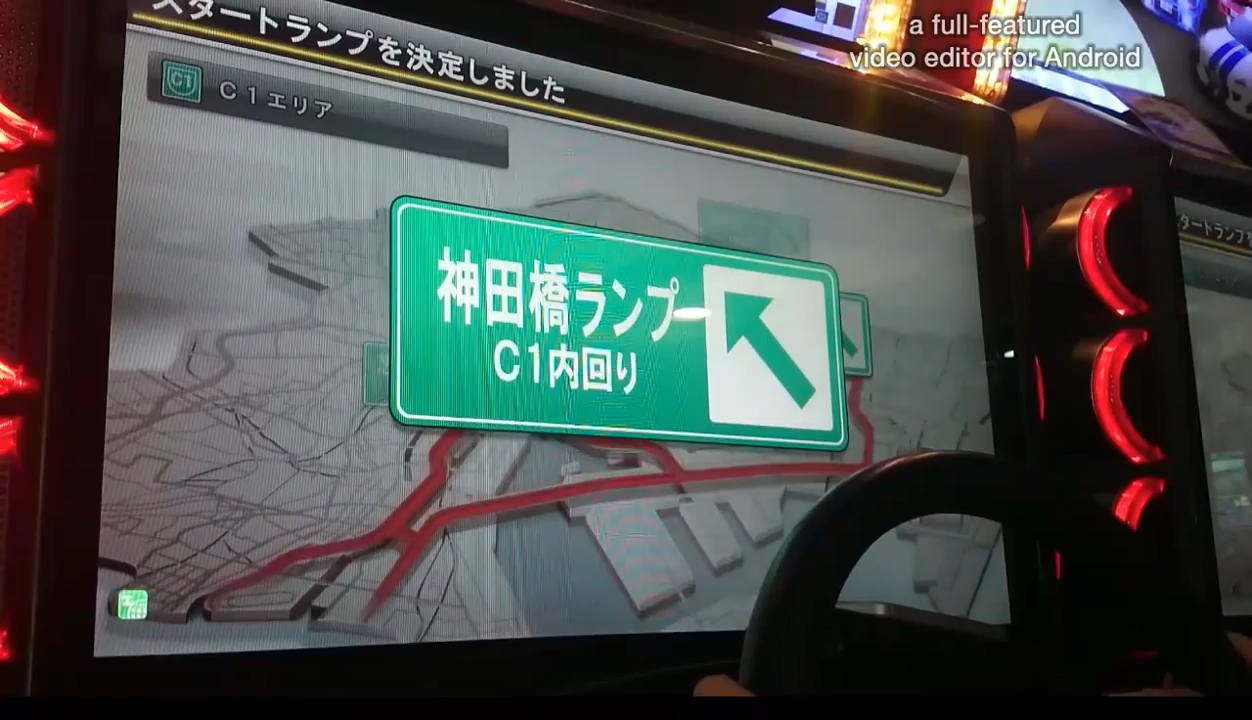 スタートランプを決定しました
a full-featured
video editor for Android
C1
C1エリア
神田橋ランプ
C1内回り